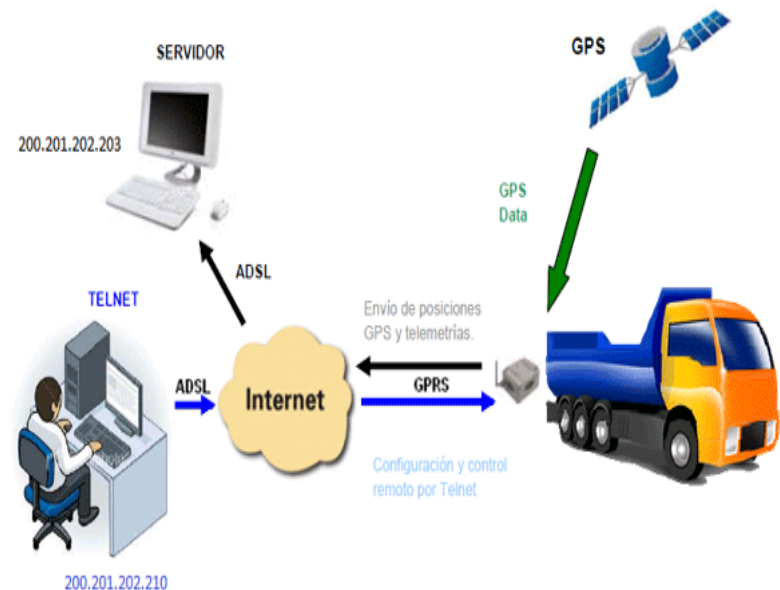 SERVIDOR
GPS
200.201.202.203
GPS
Data
ADSL
TELNET
Envío de posiciones
GPS y telemetrías.
ADSL
Internet
GPRS
Configuración y control
remoto por Telnet
200.201.202.210